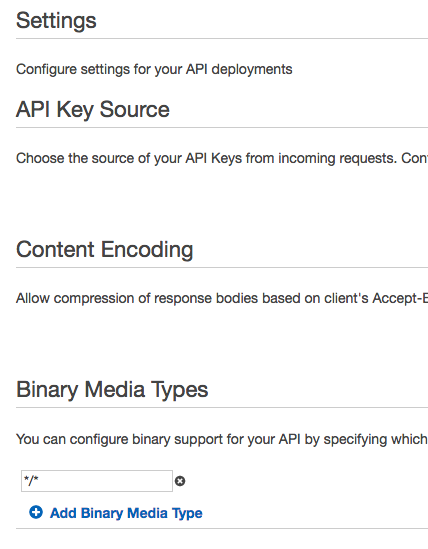 Settings
Configure settings for your API deployments
API Key Source
Choose the source of your API Keys from incoming requests.
Content Encoding
Allow compression of response bodies based on client's
Binary Media Types
You can configure binary support for your API by specifying which
*/*
Add Binary Media Type